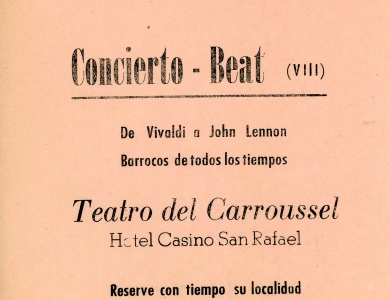 Concierto - Beat (VIII)
De Vivaldi a John Lennon
Barrocos de todos los tiempos
Teatro del Carroussel
Hotel Casino San Rafael
Reserve con tiempo su localidad